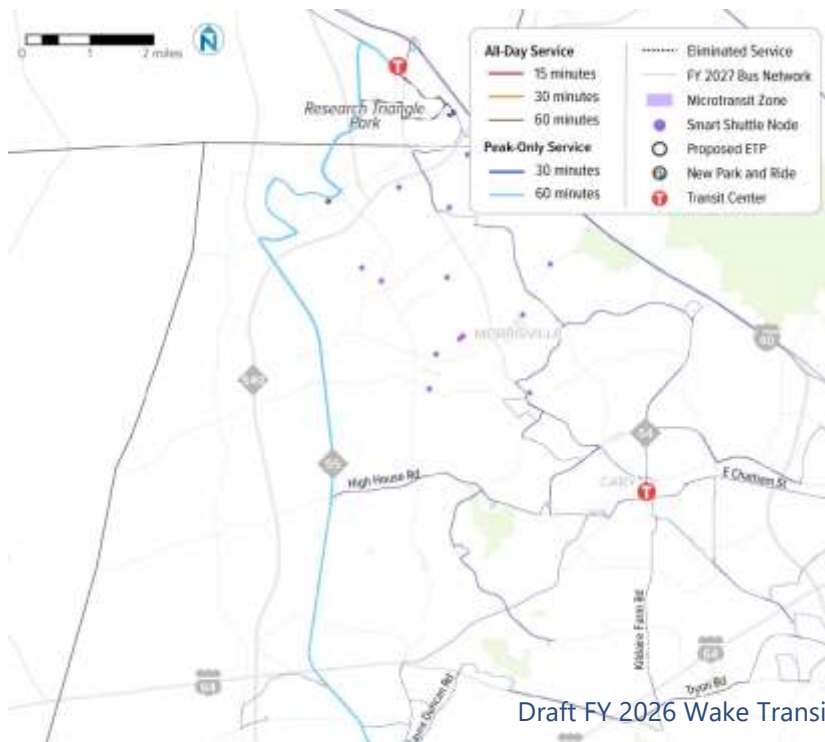 0 1 2 miles
N
All-Day Service
15 minutes
30 minutes
60 minutes
Peak-Only Service
30 minutes
60 minutes
Eliminated Service
FY 2027 Bus Network
Microtransit Zone
Smart Shuttle Node
Proposed ETP
P New Park and Ride
T Transit Center
T
Research Triangle
Park
MORRISVILLE
40
540
54
55
High House Rd
CARY
T
E Chatham St
Kildaire Farm Rd
64
64
Tryon Rd
Duncan Rd
Draft FY 2026 Wake Transi